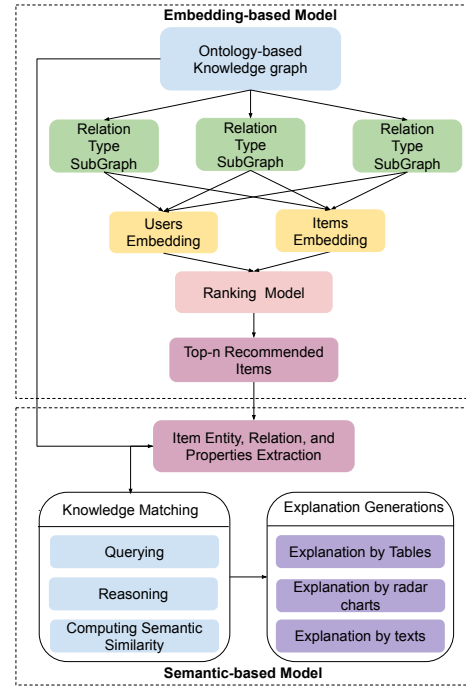 Embedding-based Model
Ontology-based
Knowledge graph
Relation
Type
SubGraph
Relation
Type
SubGraph
Relation
Type
SubGraph
Users
Embedding
Items
Embedding
Ranking Model
Top-n Recommended
Items
Item Entity, Relation, and
Properties Extraction
Knowledge Matching
Querying
Reasoning
Computing Semantic
Similarity
Explanation Generations
Explanation by Tables
Explanation by radar
charts
Explanation by texts
Semantic-based Model